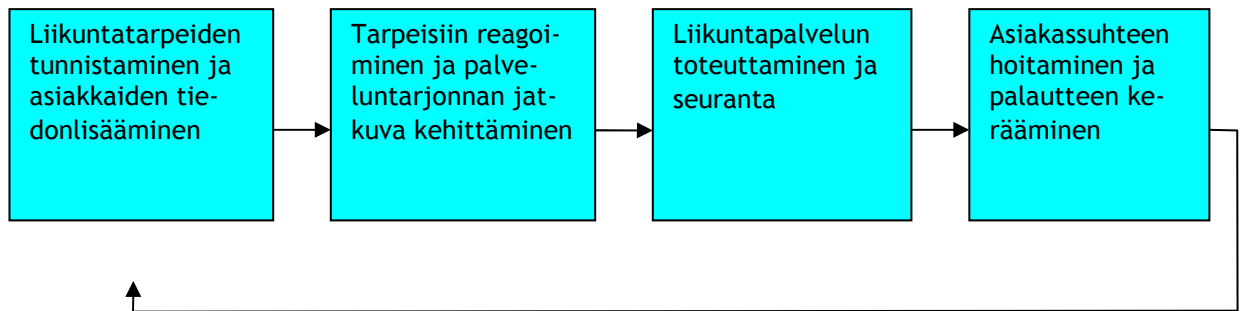 Liikuntatarpeiden
tunnistaminen ja
asiakkaiden tie-
donlisääminen
Tarpeisiin reagoi-
minen ja palve-
luntarjonnan jat-
kuva kehittäminen
Liikuntapalvelun
toteuttaminen ja
seuranta
Asiakassuhteen
hoitaminen ja
palautteen ke-
rääminen